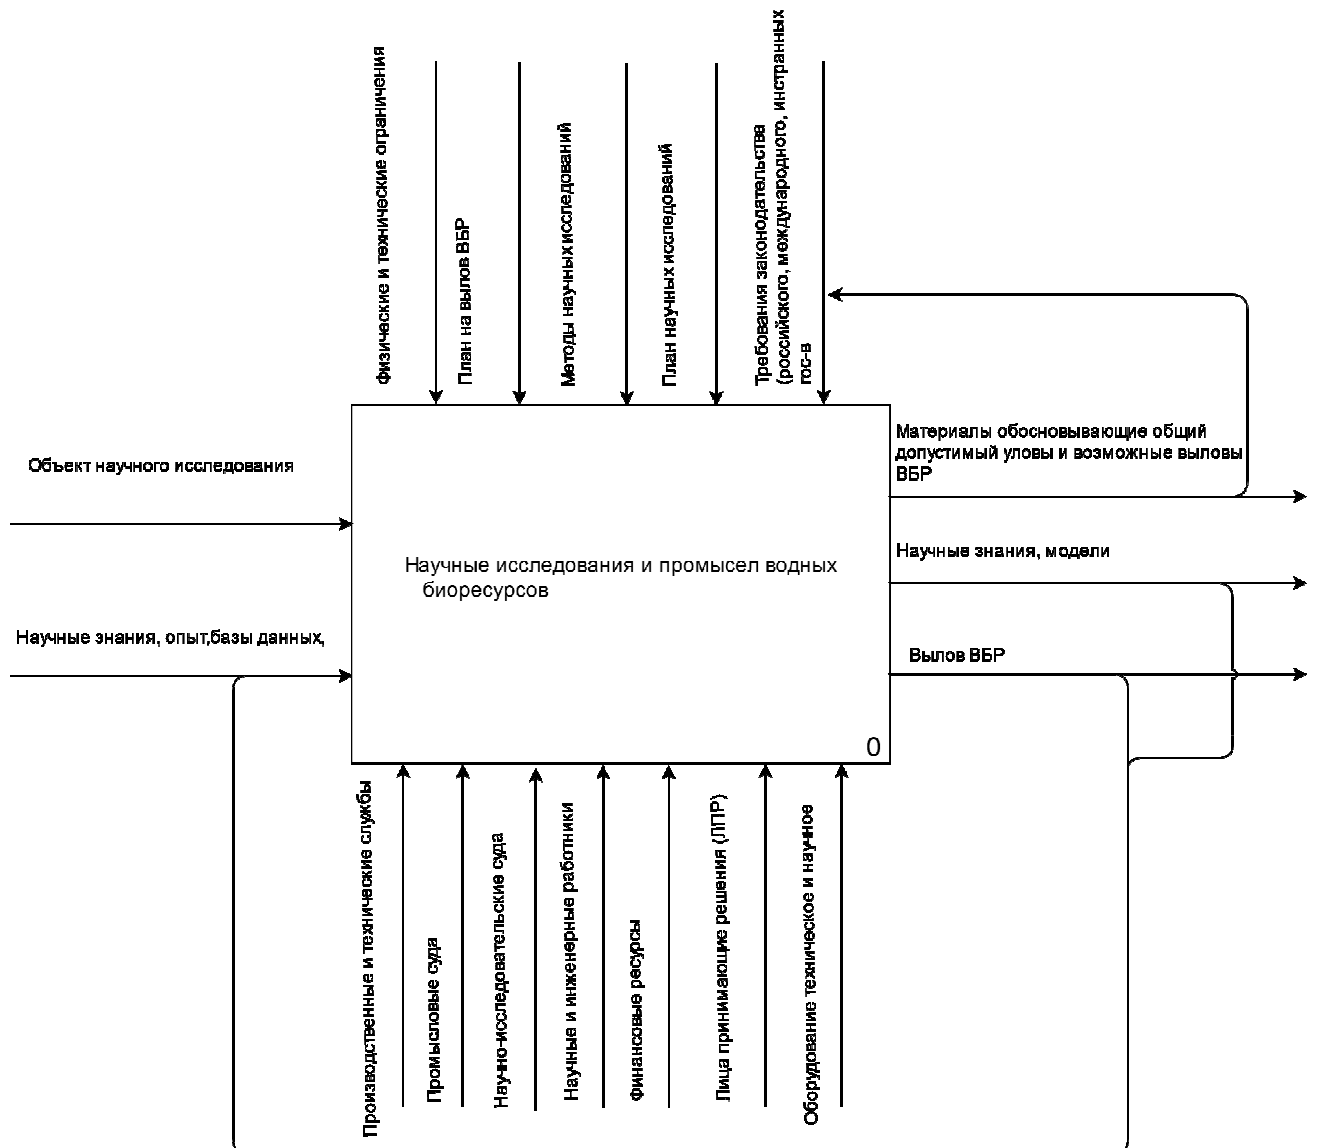 Физические и технические ограничения
План на вылов ВБР
Методы научных исследований
План научных исследований
Требования законодательства
(российского, международного, инстранных
гос-в
Объект научного исследования
Научные знания, опыт,базы данных,
Научные исследования и промысел водных
биоресурсов
0
Материалы обосновывающие общий
допустимый уловы и возможные выловы
ВБР
Научные знания, модели
Вылов ВБР
Производственные и технические службы
Промысловые суда
Научно-исследовательские суда
Научные и инженерные работники
Финансовые ресурсы
Лица принимающие решения (ЛПР)
Оборудование техническое и научное